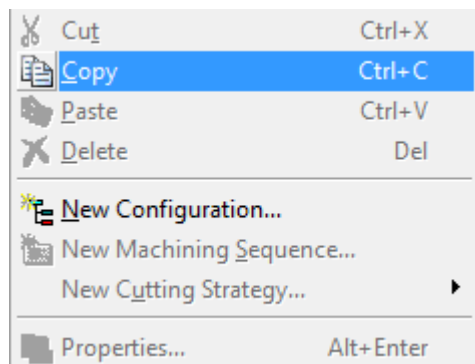 Cut Ctrl+X
Copy Ctrl+C
Paste Ctrl+V
Delete Del
New Configuration...
New Machining Sequence...
New Cutting Strategy...
Properties... Alt+Enter